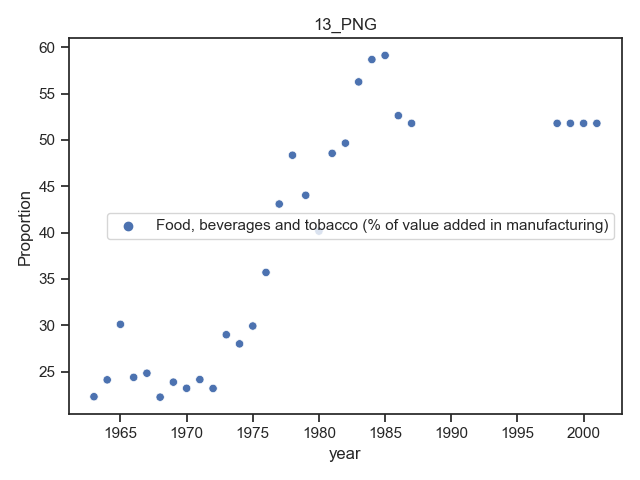 13_PNG
60
55
50
45
40
35
30
25
Proportion
Food, beverages and tobacco (% of value added in manufacturing)
1965 1970 1975 1980 1985 1990 1995 2000
year